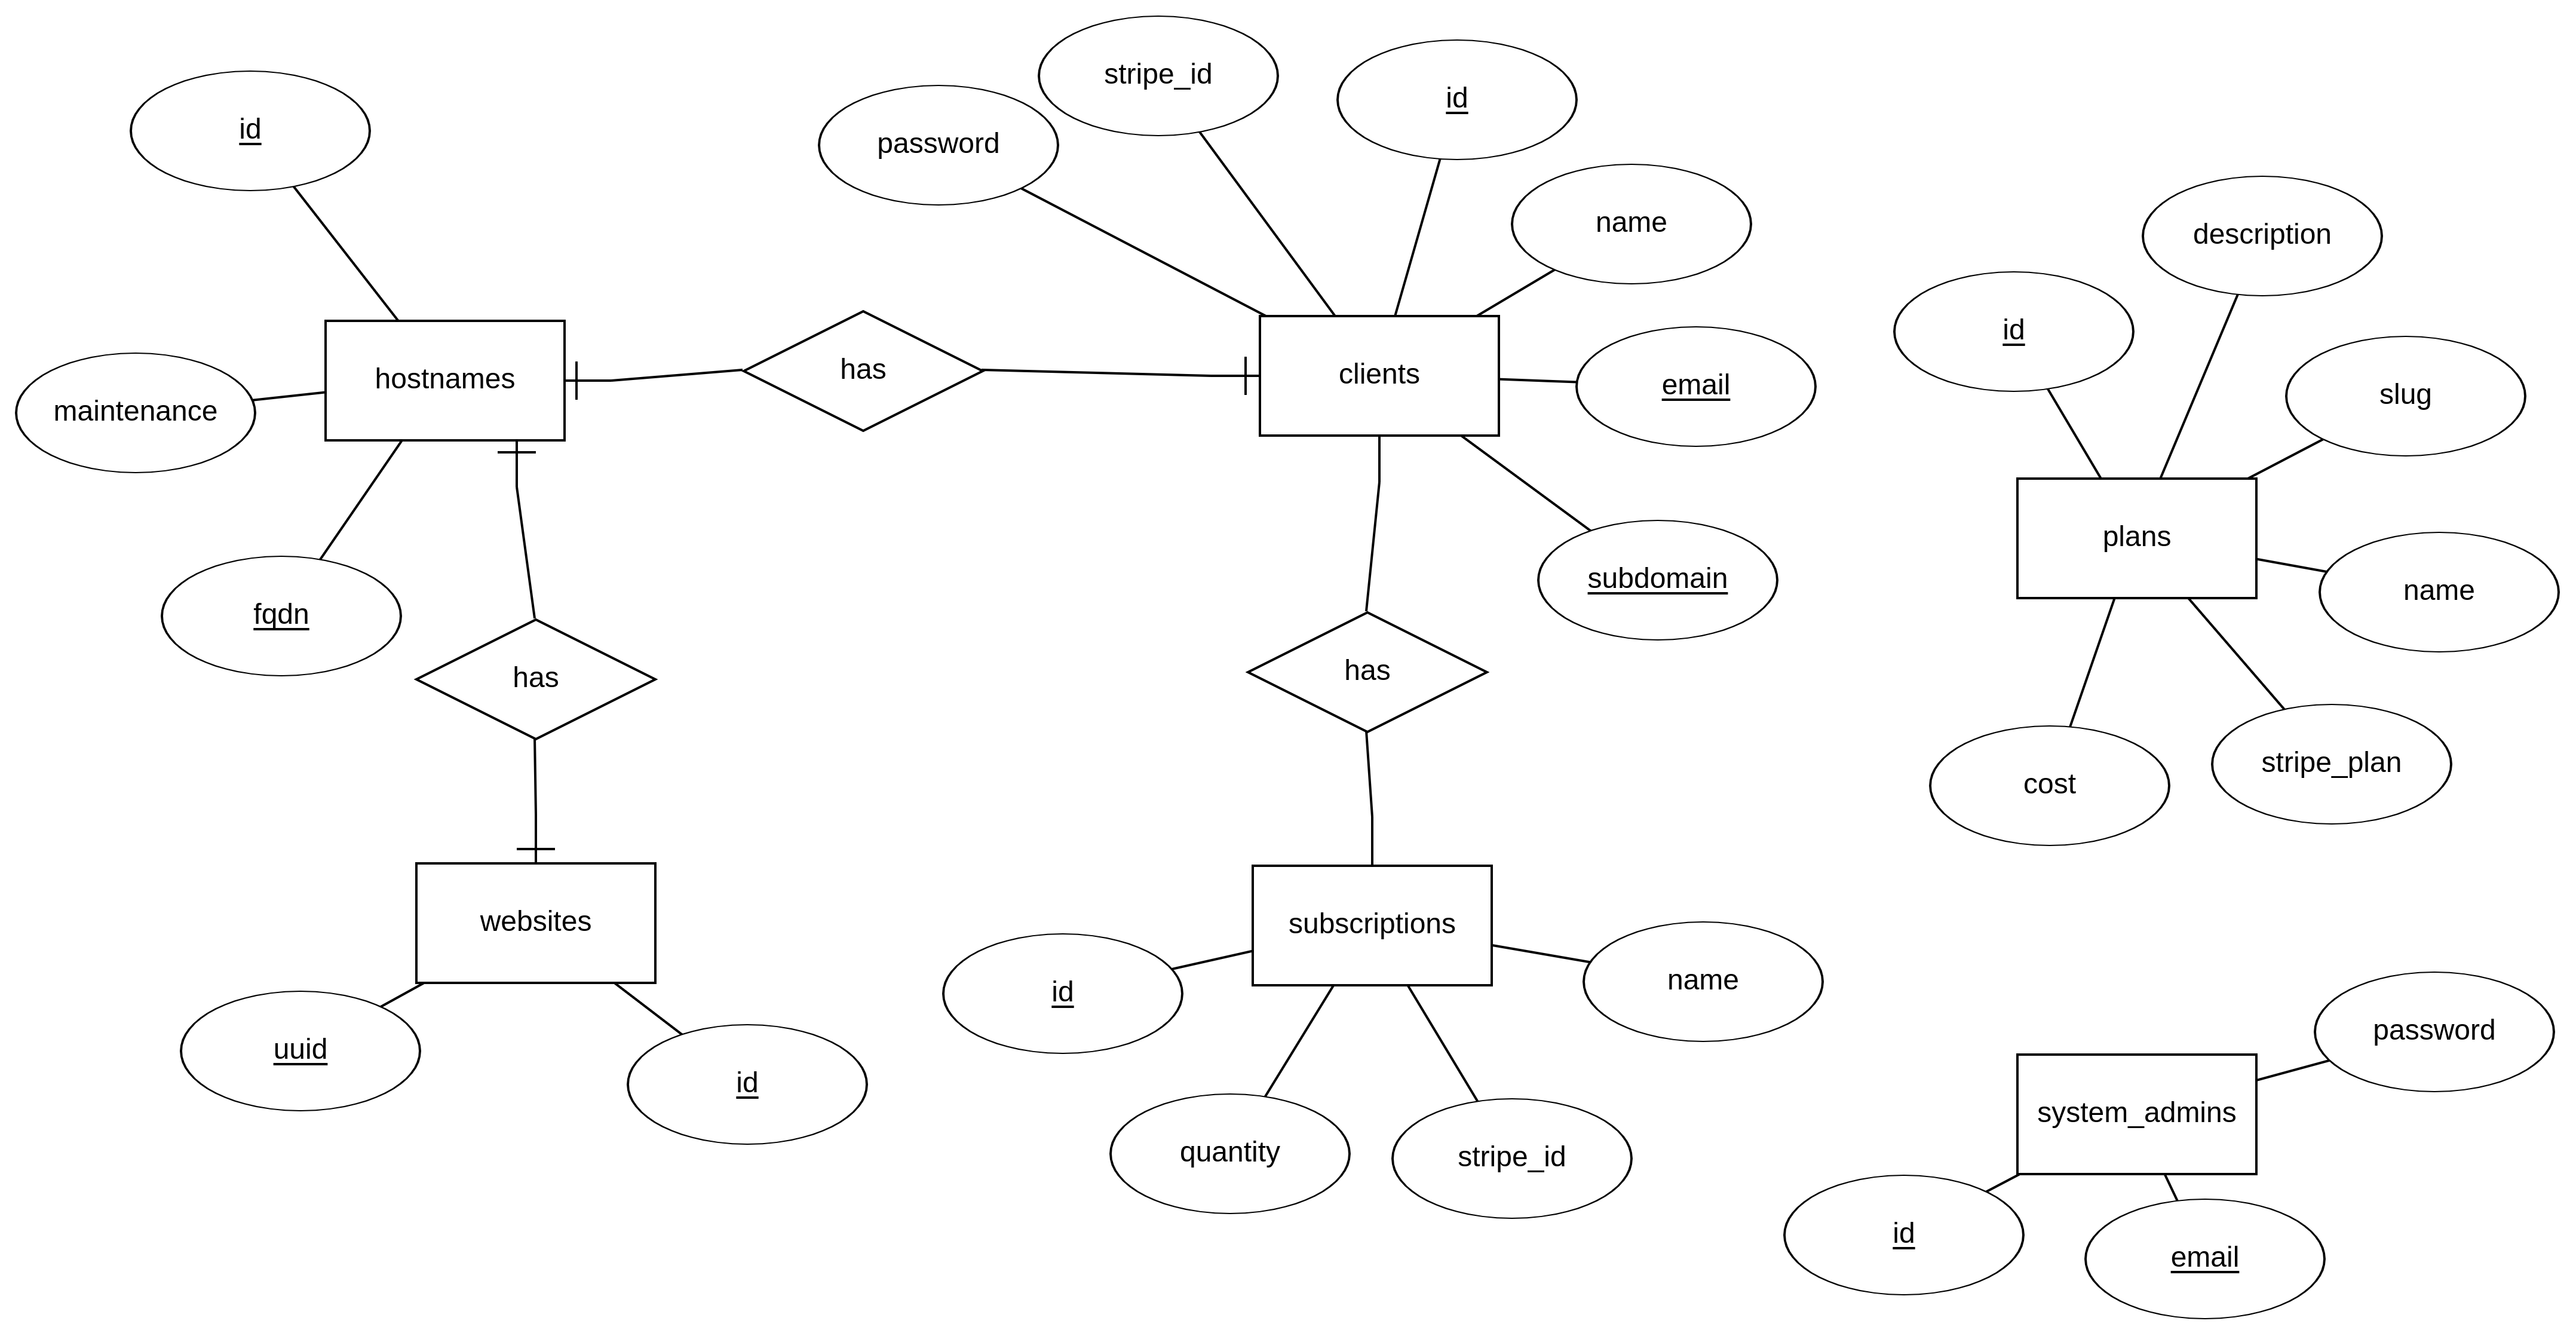 stripe_id
id
id
password
name
description
id
hostnames
has
clients
email
slug
maintenance
plans
subdomain
name
fqdn
has
has
cost
stripe_plan
websites
subscriptions
uuid
id
id
name
password
quantity
stripe_id
system_admins
id
email